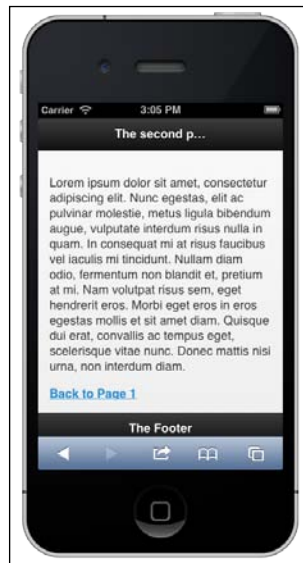 Carrier 3:05 PM
The second p...
Lorem ipsum dolor sit amet, consectetur
adipiscing elit. Nunc egestas, elit ac
pulvinar molestie, metus ligula bibendum
augue, vulputate interdum risus nulla in
quam. In consequat mi at risus faucibus
vel iaculis mi tincidunt. Nullam diam
odio, fermentum non blandit et, pretium
at mi. Nam volutpat risus sem, eget
hendrerit eros. Morbi eget eros in eros
egestas mollis et sit amet diam. Quisque
dui erat, convallis ac tempus eget,
scelerisque vitae nunc. Donec mattis nisi
urna, non interdum diam.
Back to Page 1
The Footer